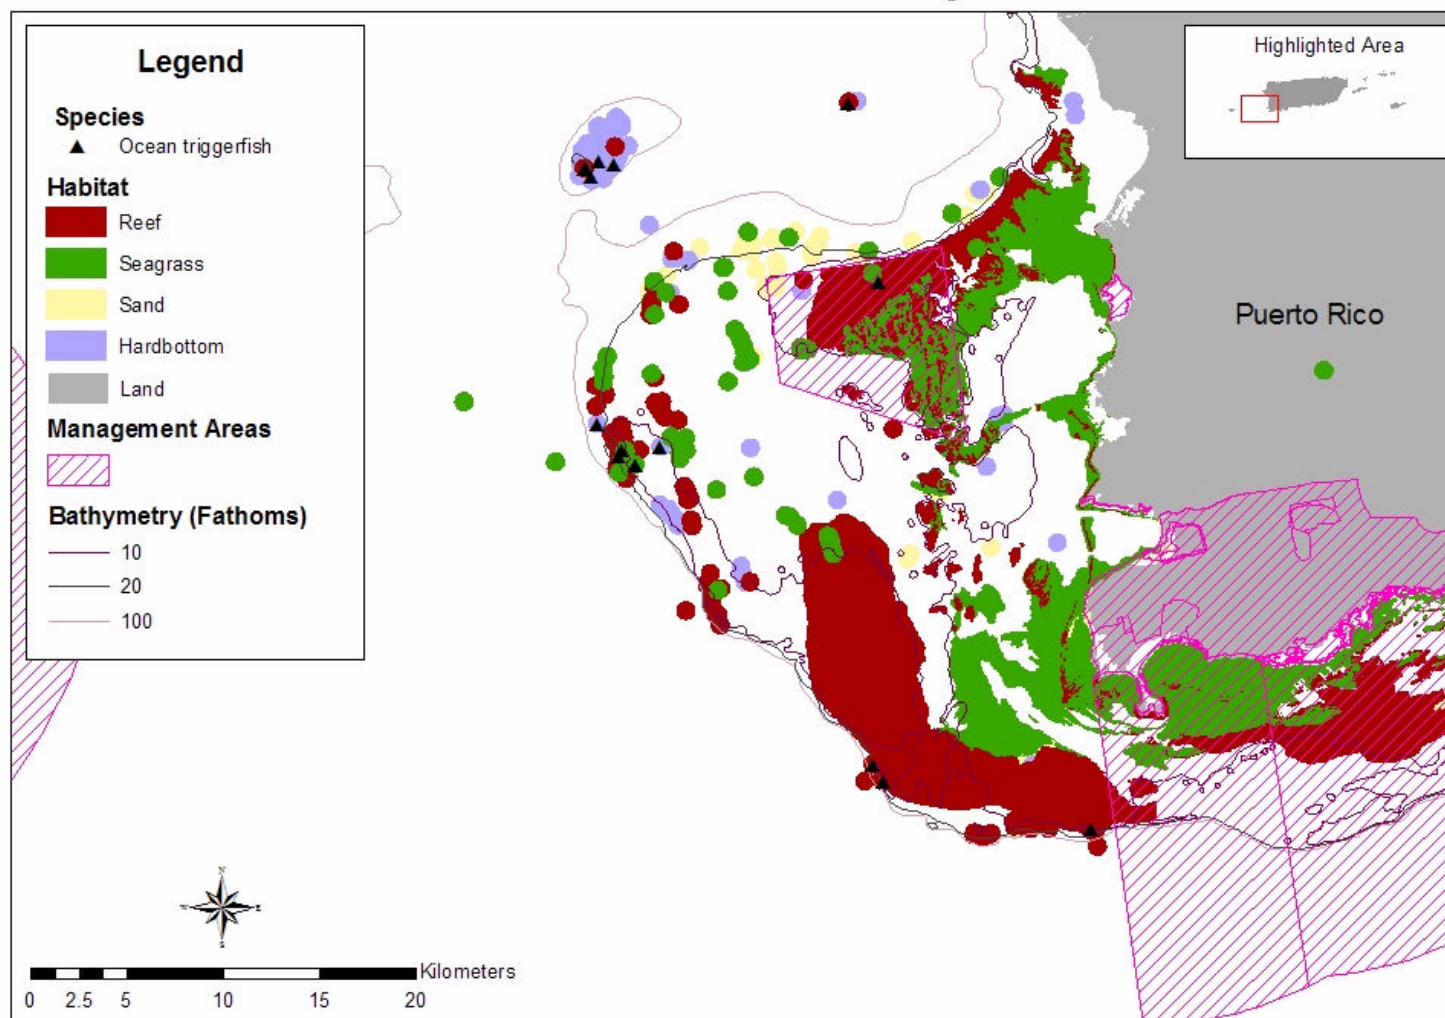 Legend
Species
Ocean triggerfish
Habitat
Reef
Seagrass
Sand
Hardbottom
Land
Management Areas
Bathymetry (Fathoms)
10
20
100
Highlighted Area
Puerto Rico
N
W E
S
Kilometers
0 2.5 5 10 15 20